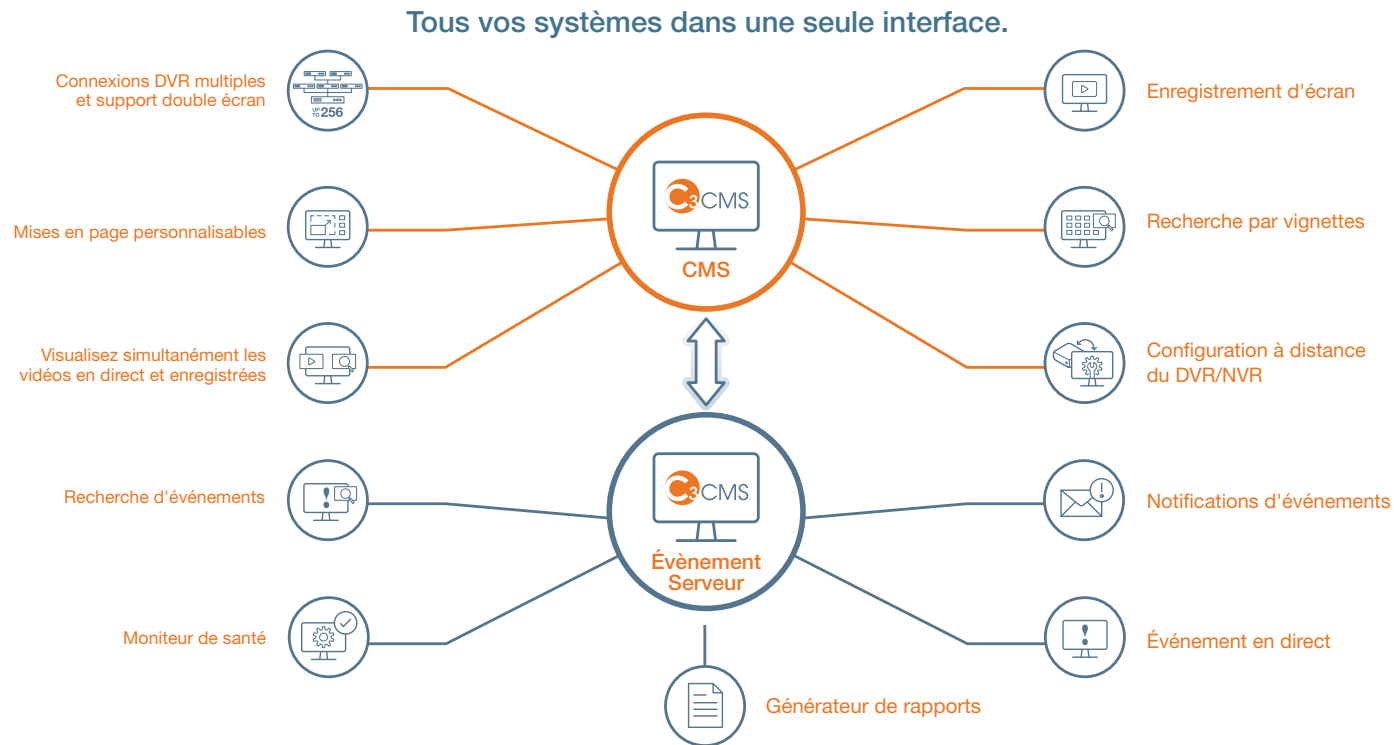 Tous vos systèmes dans une seule interface.
Connexions DVR multiples
et support double écran
UP
TO 256
Enregistrement d'écran
C3CMS
CMS
Mises en page personnalisables
Recherche par vignettes
Visualisez simultanément les
vidéos en direct et enregistrées
Configuration à distance
du DVR/NVR
Recherche d'événements
C3CMS
Évènement
Serveur
Notifications d'événements
Moniteur de santé
Événement en direct
Générateur de rapports